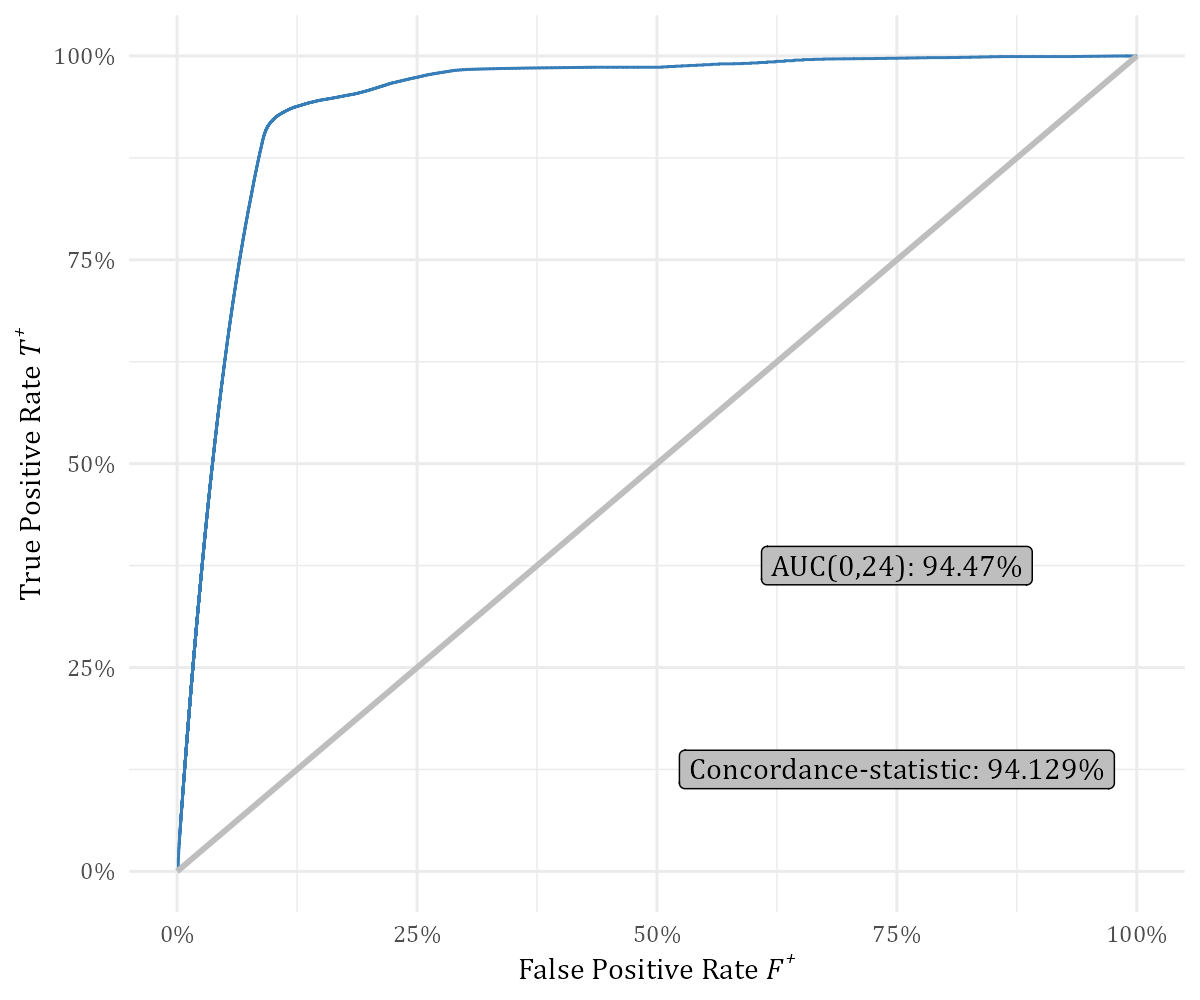 100%
75%
50%
25%
0%
True Positive Rate T⁺
AUC(0,24): 94.47%
Concordance-statistic: 94.129%
0%
25%
50%
75%
100%
False Positive Rate F⁺